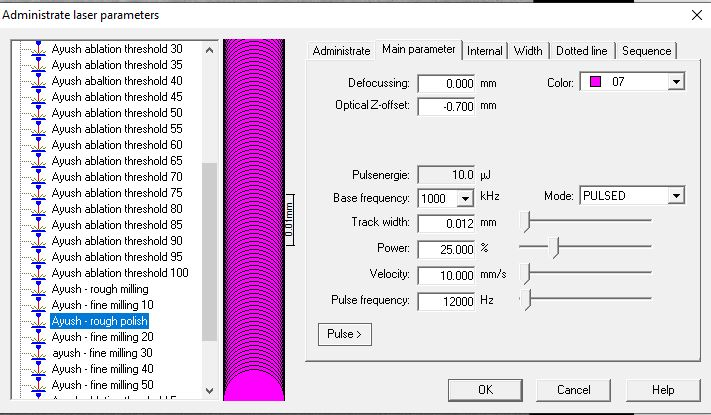 Administrate laser parameters
Ayush ablation threshold 30
Ayush ablation threshold 35
Ayush abaltion threshold 40
Ayush ablation threshold 45
Ayush ablation threshold 50
Ayush ablation threshold 55
Ayush ablation threshold 60
Ayush ablation threshold 65
Ayush ablation threshold 70
Ayush ablation threshold 75
Ayush ablation threshold 80
Ayush ablation threshold 85
Ayush ablation threshold 90
Ayush ablation threshold 95
Ayush ablation threshold 100
Ayush - rough milling
Ayush - fine milling 10
Ayush - rough polish
Ayush - fine milling 20
ayush - fine milling 30
Ayush - fine milling 40
Ayush - fine milling 50
0.01mm
Administrate Main parameter Internal Width Dotted line Sequence
Defocussing: 0.000 mm Color: 07
Optical Z-offset: -0.700 mm
Pulsenergie: 10.0 µJ
Base frequency: 1000 kHz Mode: PULSED
Track width: 0.012 mm
Power: 25.000 %
Velocity: 10.000 mm/s
Pulse frequency: 12000 Hz
Pulse >
OK Cancel Help